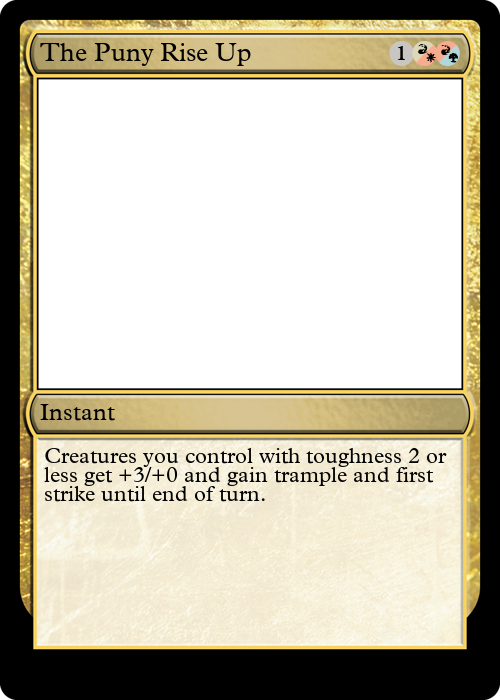 The Puny Rise Up 1
Instant
Creatures you control with toughness 2 or
less get +3/+0 and gain trample and first
strike until end of turn.